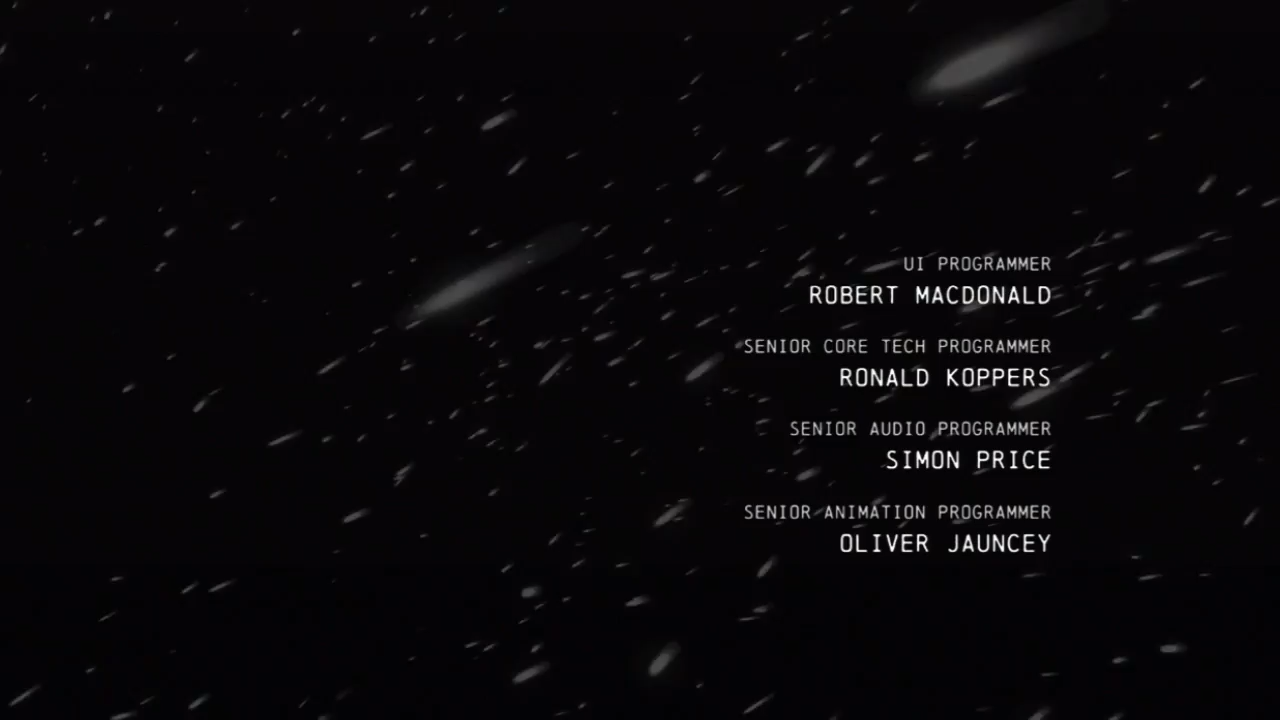 UI PROGRAMMER
ROBERT MACDONALD
SENIOR CORE TECH PROGRAMMER
RONALD KOPPERS
SENIOR AUDIO PROGRAMMER
SIMON PRICE
SENIOR ANIMATION PROGRAMMER
OLIVER JAUNCEY